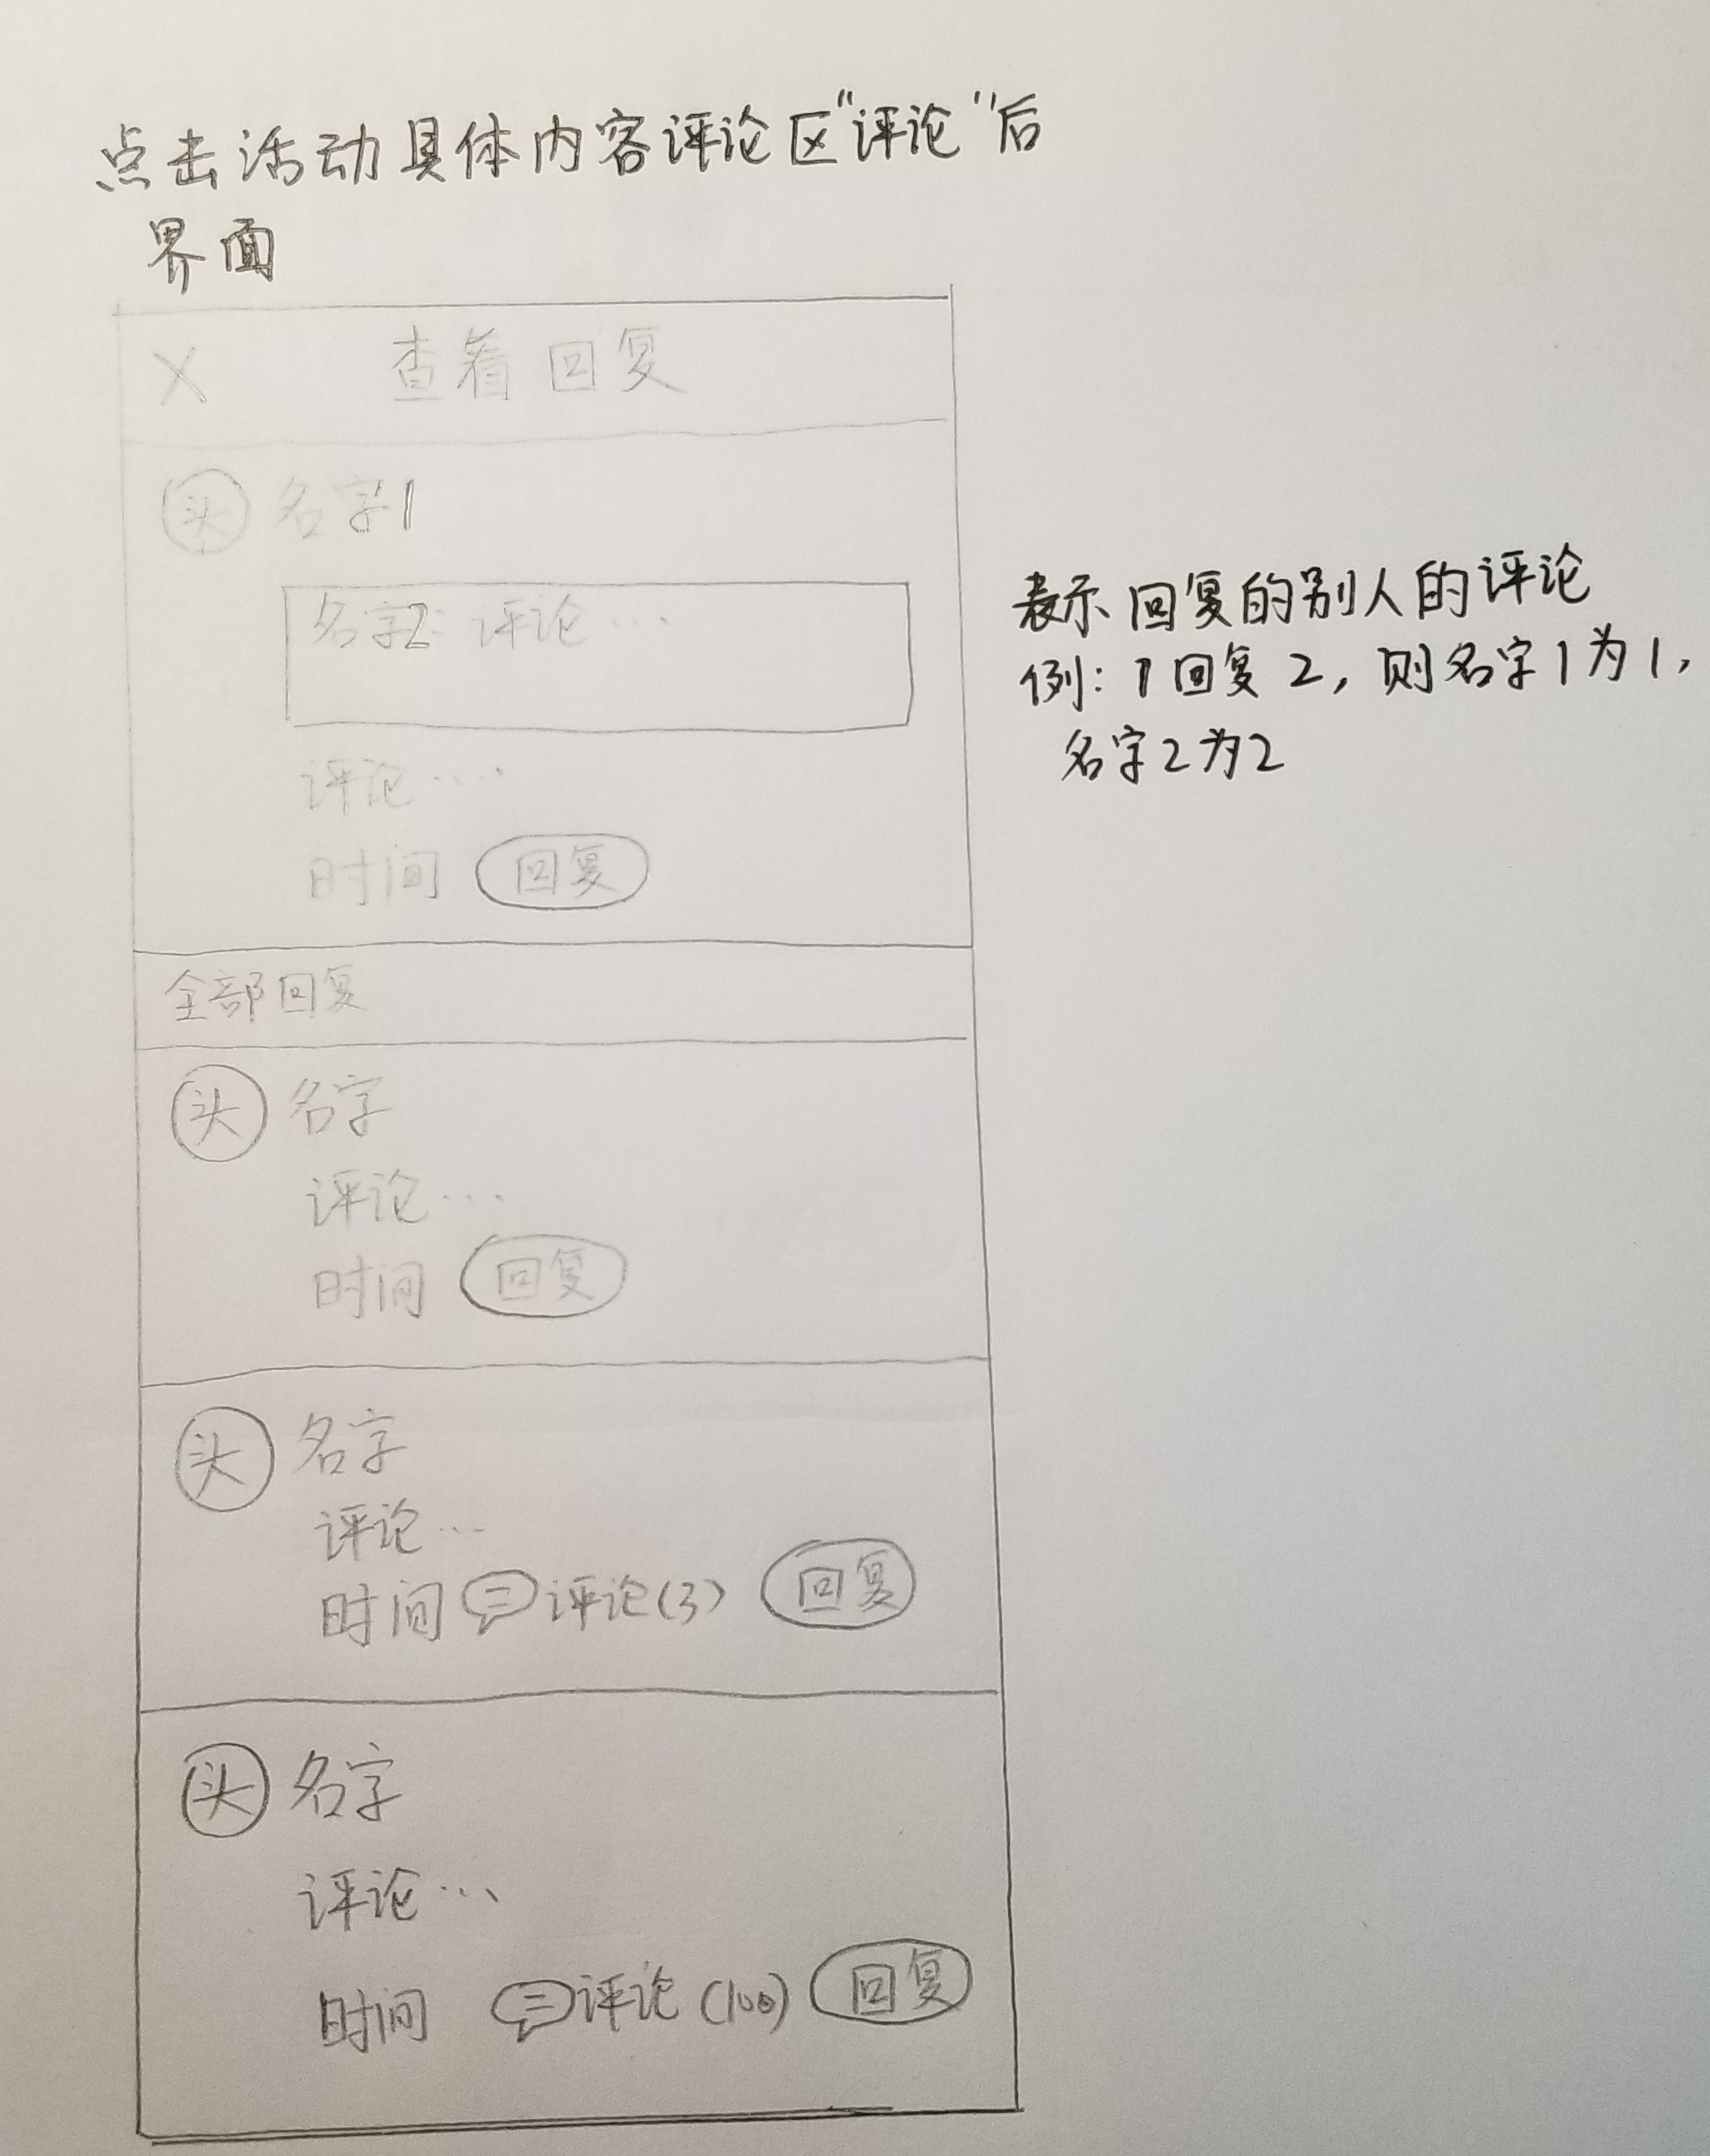 点击活动具体内容评论区"评论"后
界面
X 查看回复
头 名字1
名字2: 评论...
表示回复的别人的评论
例: 1回复2, 则名字1为1,
名字2为2
评论....
时间 回复
全部回复
头 名字
评论...
时间 回复
头 名字
评论...
时间 评论(3) 回复
头 名字
评论...
时间 评论(100) 回复